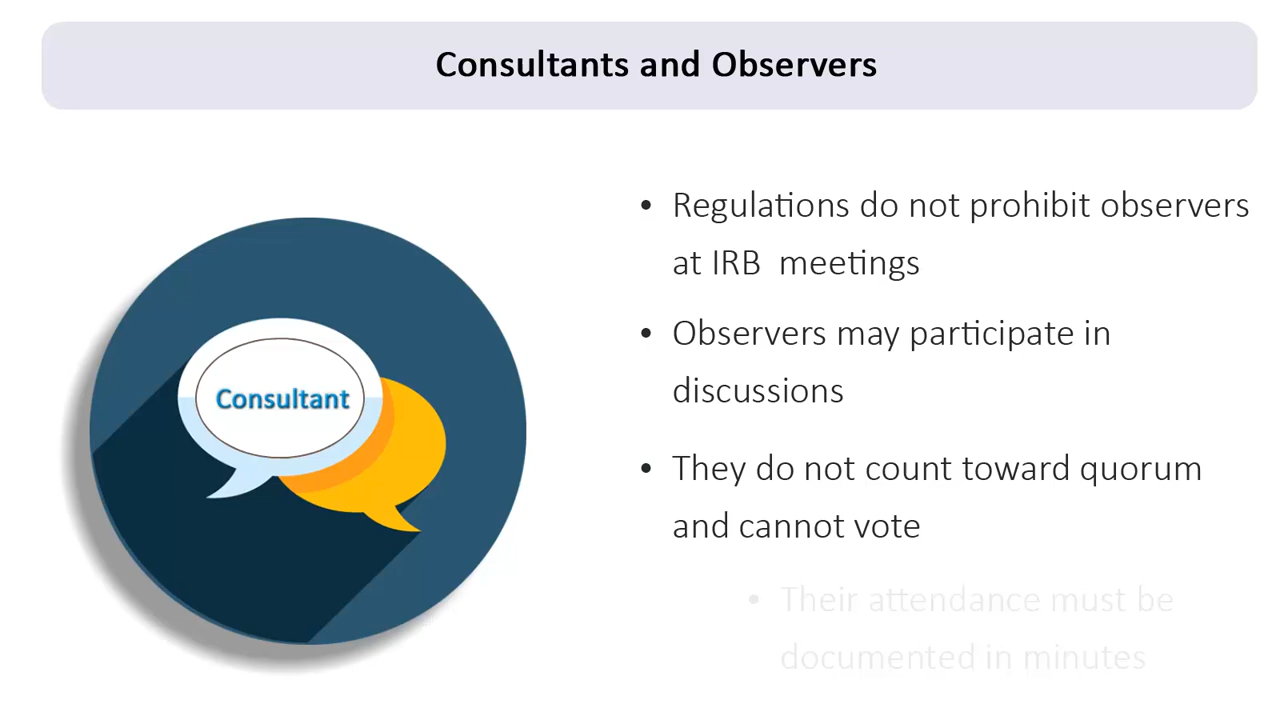 Consultants and Observers
• Regulations do not prohibit observers
at IRB meetings
• Observers may participate in
discussions
Consultant
• They do not count toward quorum
and cannot vote
• Their attendance must be
documented in minutes